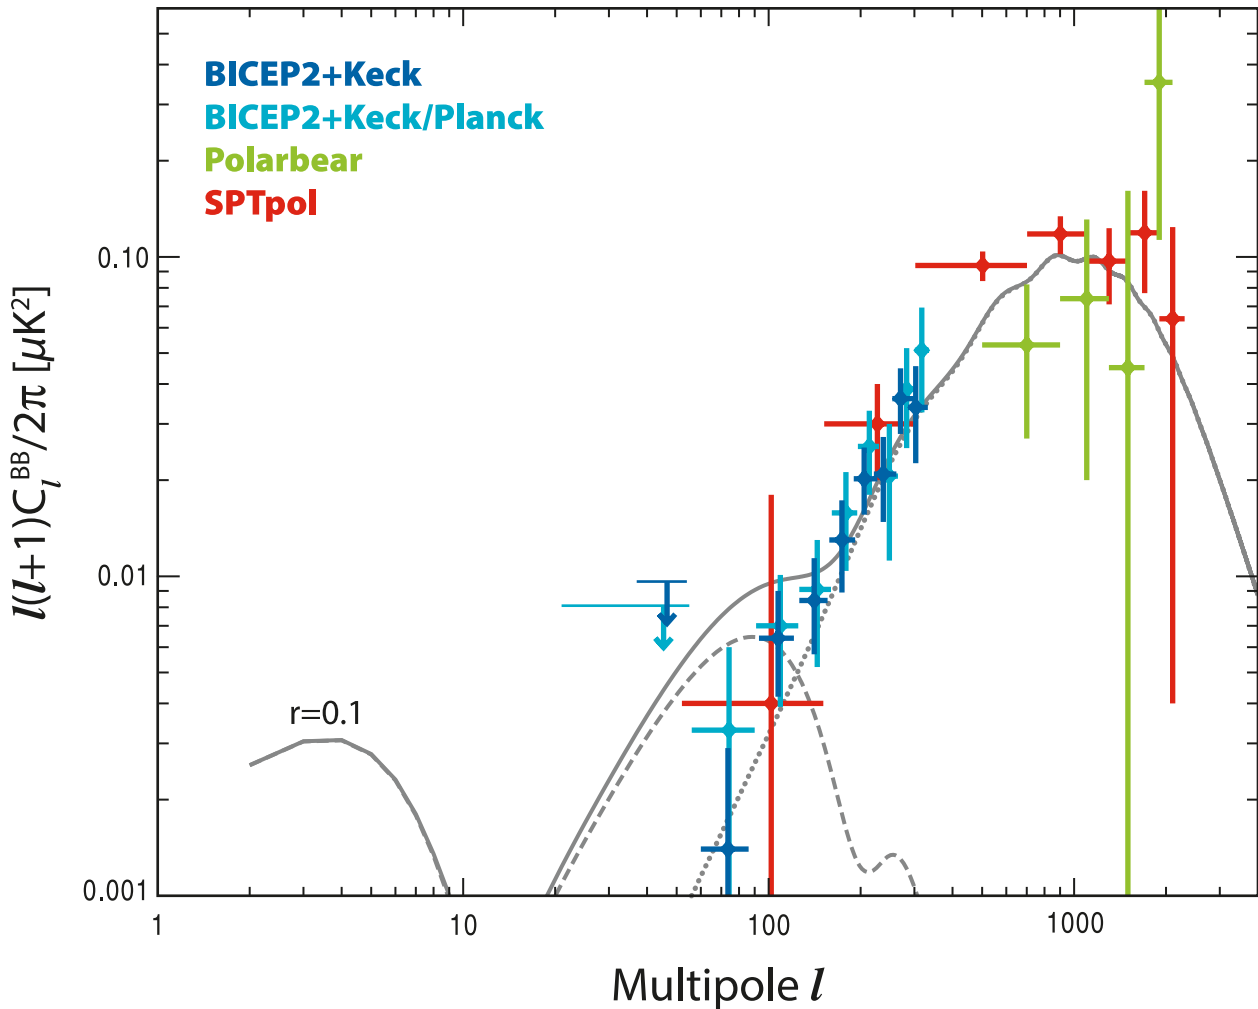 BICEP2+Keck
BICEP2+Keck/Planck
Polarbear
SPTpol
0.10
0.01
0.001
r=0.1
l(l+1)C_l^BB/2π [μK²]
1 10 100 1000
Multipole l